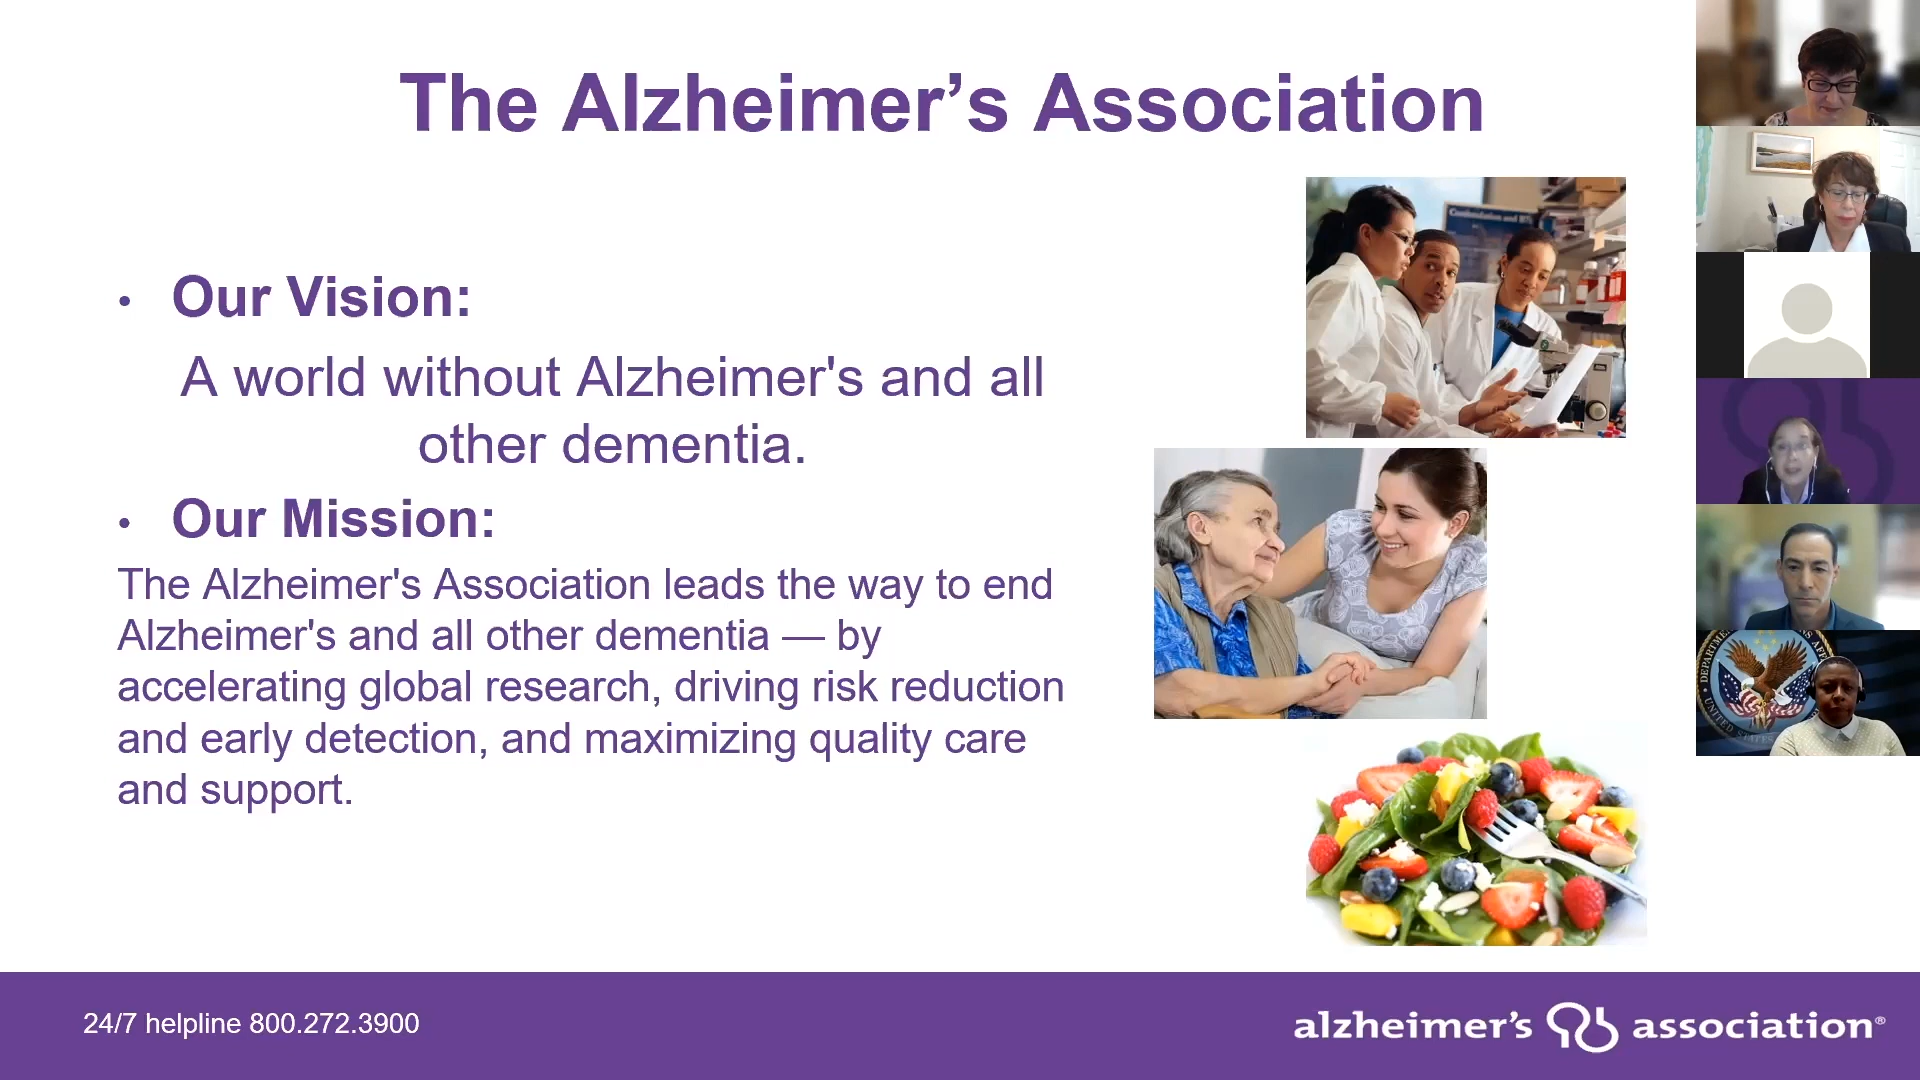 The Alzheimer’s Association
• Our Vision:
A world without Alzheimer's and all
other dementia.
• Our Mission:
The Alzheimer's Association leads the way to end
Alzheimer's and all other dementia — by
accelerating global research, driving risk reduction
and early detection, and maximizing quality care
and support.
24/7 helpline 800.272.3900
alzheimer's association®